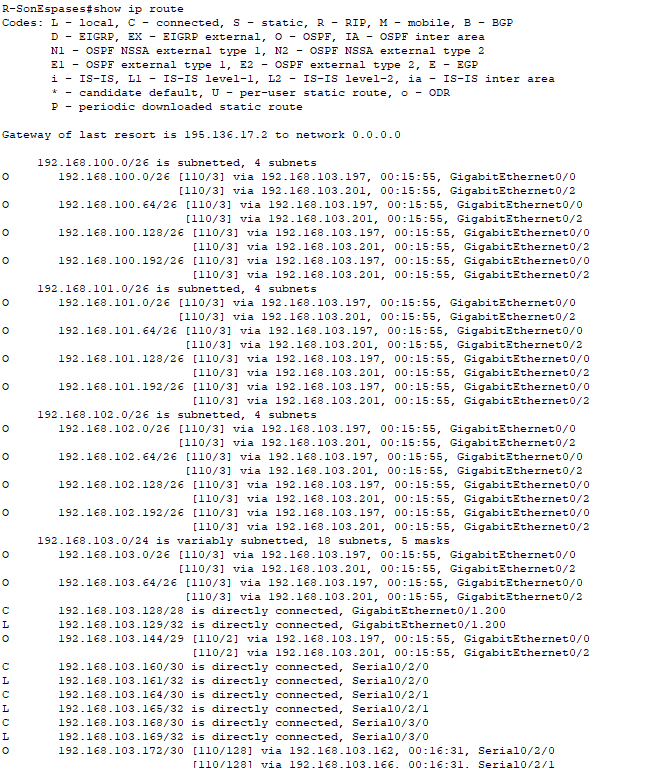 R-SonEspases#show ip route
Codes: L - local, C - connected, S - static, R - RIP, M - mobile, B - BGP
D - EIGRP, EX - EIGRP external, O - OSPF, IA - OSPF inter area
N1 - OSPF NSSA external type 1, N2 - OSPF NSSA external type 2
E1 - OSPF external type 1, E2 - OSPF external type 2, E - EGP
i - IS-IS, L1 - IS-IS level-1, L2 - IS-IS level-2, ia - IS-IS inter area
* - candidate default, U - per-user static route, o - ODR
P - periodic downloaded static route
Gateway of last resort is 195.136.17.2 to network 0.0.0.0
192.168.100.0/26 is subnetted, 4 subnets
O 192.168.100.0/26 [110/3] via 192.168.103.197, 00:15:55, GigabitEthernet0/0
[110/3] via 192.168.103.201, 00:15:55, GigabitEthernet0/2
O 192.168.100.64/26 [110/3] via 192.168.103.197, 00:15:55, GigabitEthernet0/0
[110/3] via 192.168.103.201, 00:15:55, GigabitEthernet0/2
O 192.168.100.128/26 [110/3] via 192.168.103.197, 00:15:55, GigabitEthernet0/0
[110/3] via 192.168.103.201, 00:15:55, GigabitEthernet0/2
O 192.168.100.192/26 [110/3] via 192.168.103.197, 00:15:55, GigabitEthernet0/0
[110/3] via 192.168.103.201, 00:15:55, GigabitEthernet0/2
192.168.101.0/26 is subnetted, 4 subnets
O 192.168.101.0/26 [110/3] via 192.168.103.197, 00:15:55, GigabitEthernet0/0
[110/3] via 192.168.103.201, 00:15:55, GigabitEthernet0/2
O 192.168.101.64/26 [110/3] via 192.168.103.197, 00:15:55, GigabitEthernet0/0
[110/3] via 192.168.103.201, 00:15:55, GigabitEthernet0/2
O 192.168.101.128/26 [110/3] via 192.168.103.197, 00:15:55, GigabitEthernet0/0
[110/3] via 192.168.103.201, 00:15:55, GigabitEthernet0/2
O 192.168.101.192/26 [110/3] via 192.168.103.197, 00:15:55, GigabitEthernet0/0
[110/3] via 192.168.103.201, 00:15:55, GigabitEthernet0/2
192.168.102.0/26 is subnetted, 4 subnets
O 192.168.102.0/26 [110/3] via 192.168.103.197, 00:15:55, GigabitEthernet0/0
[110/3] via 192.168.103.201, 00:15:55, GigabitEthernet0/2
O 192.168.102.64/26 [110/3] via 192.168.103.197, 00:15:55, GigabitEthernet0/0
[110/3] via 192.168.103.201, 00:15:55, GigabitEthernet0/2
O 192.168.102.128/26 [110/3] via 192.168.103.197, 00:15:55, GigabitEthernet0/0
[110/3] via 192.168.103.201, 00:15:55, GigabitEthernet0/2
O 192.168.102.192/26 [110/3] via 192.168.103.197, 00:15:55, GigabitEthernet0/0
[110/3] via 192.168.103.201, 00:15:55, GigabitEthernet0/2
192.168.103.0/24 is variably subnetted, 18 subnets, 5 masks
O 192.168.103.0/26 [110/3] via 192.168.103.197, 00:15:55, GigabitEthernet0/0
[110/3] via 192.168.103.201, 00:15:55, GigabitEthernet0/2
O 192.168.103.64/26 [110/3] via 192.168.103.197, 00:15:55, GigabitEthernet0/0
[110/3] via 192.168.103.201, 00:15:55, GigabitEthernet0/2
C 192.168.103.128/28 is directly connected, GigabitEthernet0/1.200
L 192.168.103.129/32 is directly connected, GigabitEthernet0/1.200
O 192.168.103.144/29 [110/2] via 192.168.103.197, 00:15:55, GigabitEthernet0/0
[110/2] via 192.168.103.201, 00:15:55, GigabitEthernet0/2
C 192.168.103.160/30 is directly connected, Serial0/2/0
L 192.168.103.161/32 is directly connected, Serial0/2/0
C 192.168.103.164/30 is directly connected, Serial0/2/1
L 192.168.103.165/32 is directly connected, Serial0/2/1
C 192.168.103.168/30 is directly connected, Serial0/3/0
L 192.168.103.169/32 is directly connected, Serial0/3/0
O 192.168.103.172/30 [110/128] via 192.168.103.162, 00:16:31, Serial0/2/0
[110/128] via 192.168.103.166, 00:16:31, Serial0/2/1